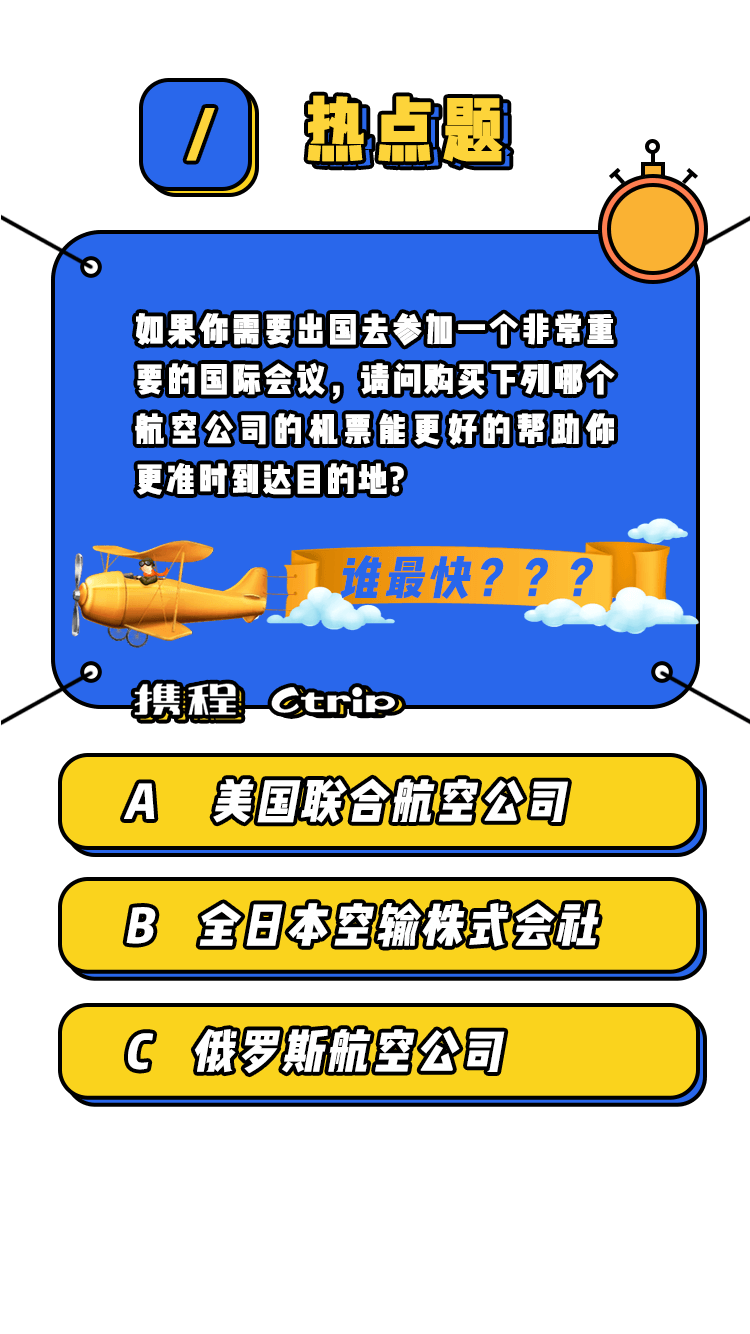 / 热点题
如果你需要出国去参加一个非常重
要的国际会议，请问购买下列哪个
航空公司的机票能更好的帮助你
更准时到达目的地?
谁最快？？？
携程 Ctrip
A 美国联合航空公司
B 全日本空输株式会社
C 俄罗斯航空公司